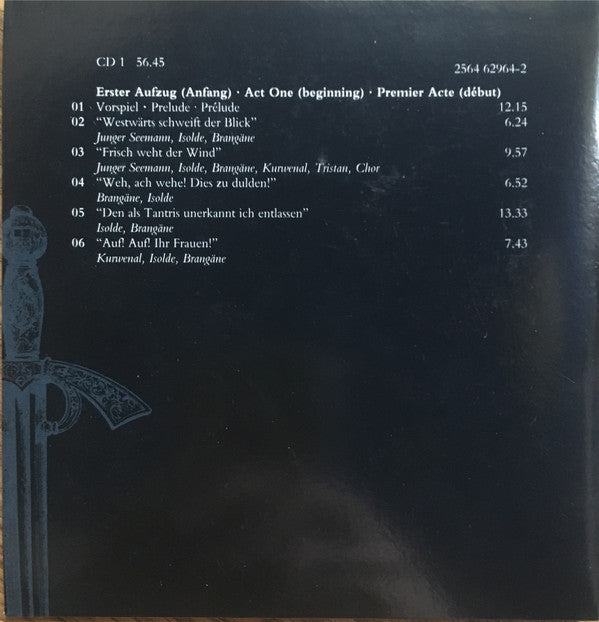 CD 1 56.45
2564 62964-2
Erster Aufzug (Anfang) · Act One (beginning) · Premier Acte (début)
01 Vorspiel · Prelude · Prélude 12.15
02 “Westwärts schweift der Blick” 6.24
Junger Seemann, Isolde, Brangäne
03 “Frisch weht der Wind” 9.57
Junger Seemann, Isolde, Brangäne, Kurwenal, Tristan, Chor
04 “Weh, ach wehe! Dies zu dulden!” 6.52
Brangäne, Isolde
05 “Den als Tantris unerkannt ich entlassen” 13.33
Isolde, Brangäne
06 “Auf! Auf! Ihr Frauen!” 7.43
Kurwenal, Isolde, Brangäne